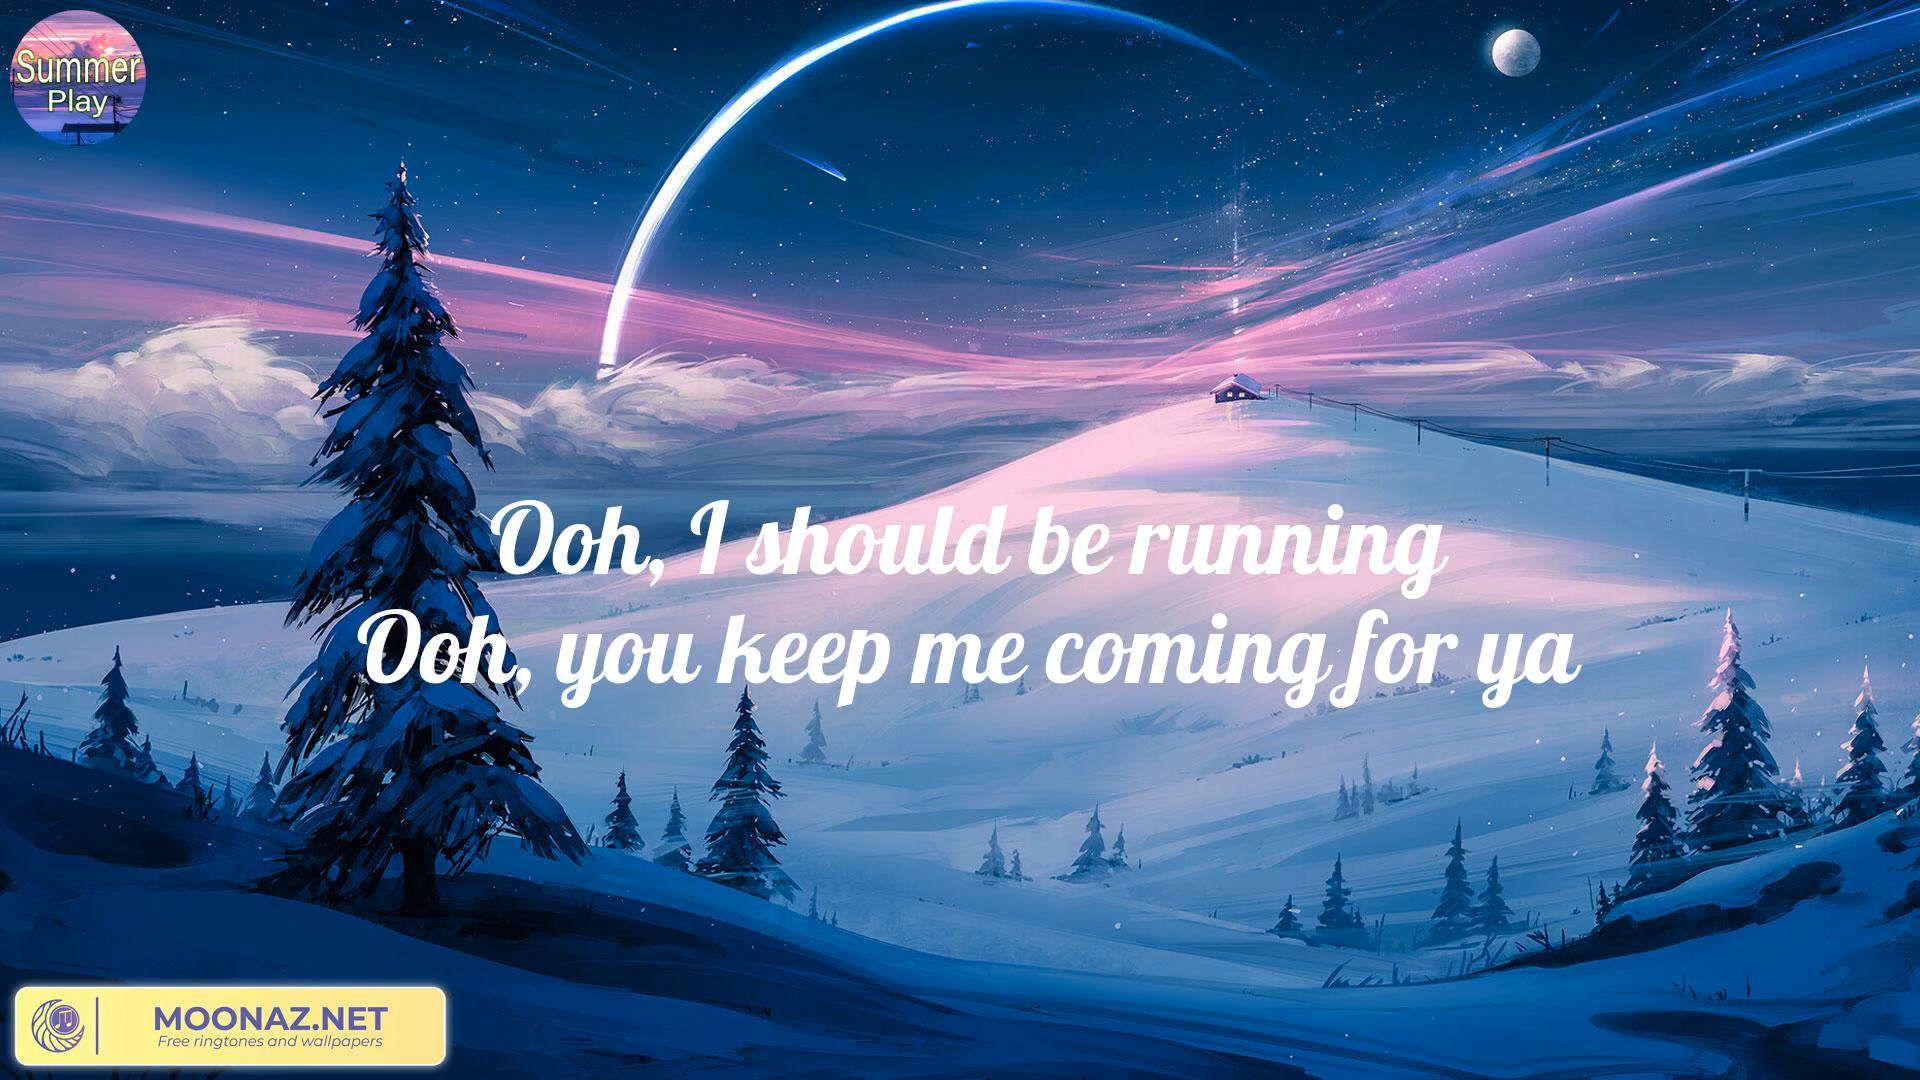 Summer
Play
Ooh, I should be running
Ooh, you keep me coming for ya
MOONAZ.NET
Free ringtones and wallpapers